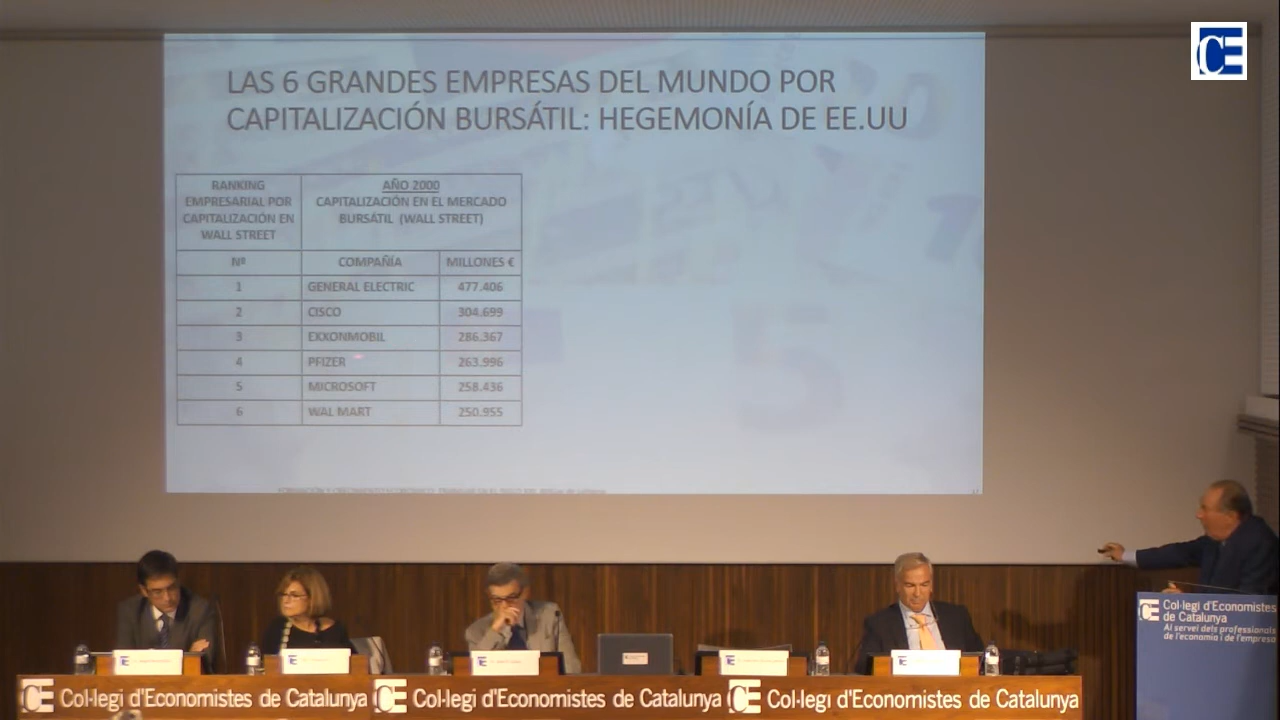 CE
LAS 6 GRANDES EMPRESAS DEL MUNDO POR
CAPITALIZACIÓN BURSÁTIL: HEGEMONÍA DE EE.UU
RANKING
EMPRESARIAL POR
CAPITALIZACIÓN EN
WALL STREET
AÑO 2000
CAPITALIZACIÓN EN EL MERCADO
BURSÁTIL (WALL STREET)
Nº COMPAÑÍA MILLONES €
1 GENERAL ELECTRIC 477.406
2 CISCO 304.699
3 EXXONMOBIL 286.367
4 PFIZER 263.996
5 MICROSOFT 258.436
6 WAL MART 250.955
CE Col·legi d'Economistes
de Catalunya
Al servei dels professionals
de l'economia i de l'empresa
CE Col·legi d'Economistes de Catalunya CE Col·legi d'Economistes de Catalunya CE Col·legi d'Economistes de Catalunya